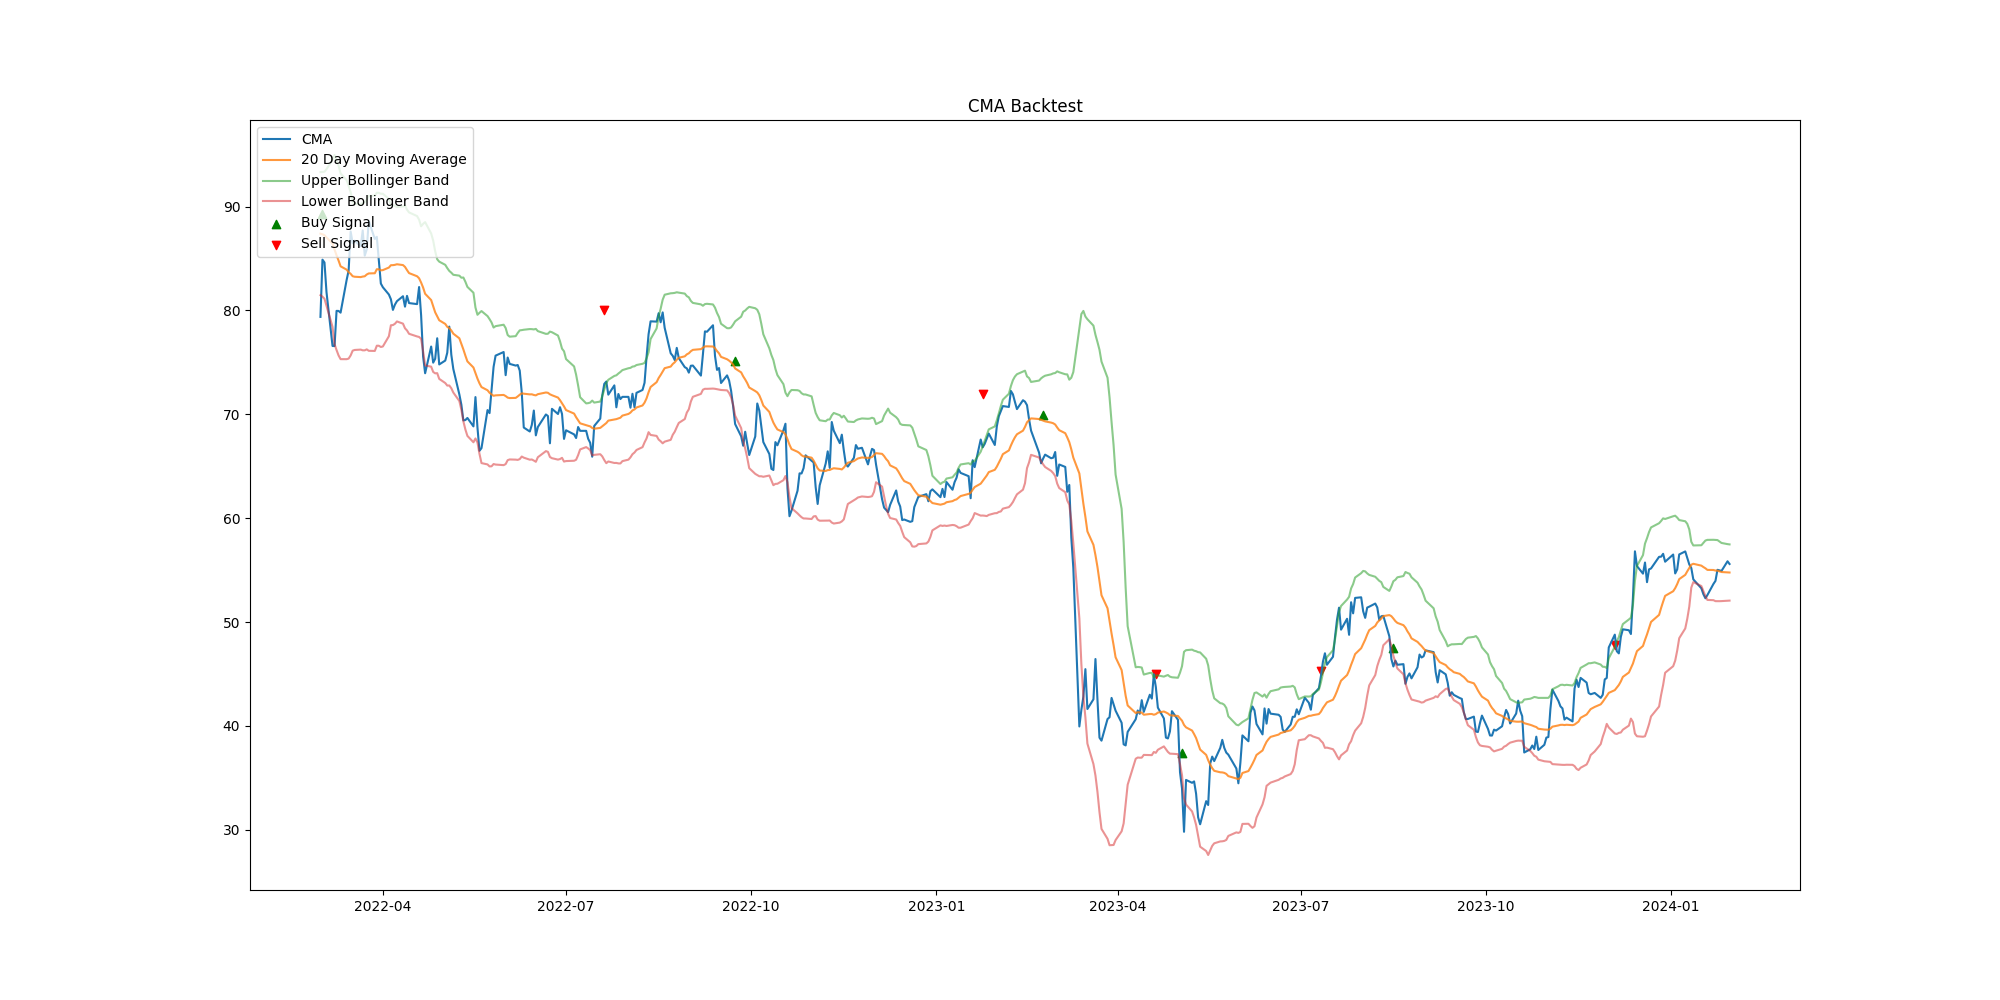 CMA Backtest
CMA
20 Day Moving Average
Upper Bollinger Band
Lower Bollinger Band
Buy Signal
Sell Signal
90
80
70
60
50
40
30
2022-04
2022-07
2022-10
2023-01
2023-04
2023-07
2023-10
2024-01